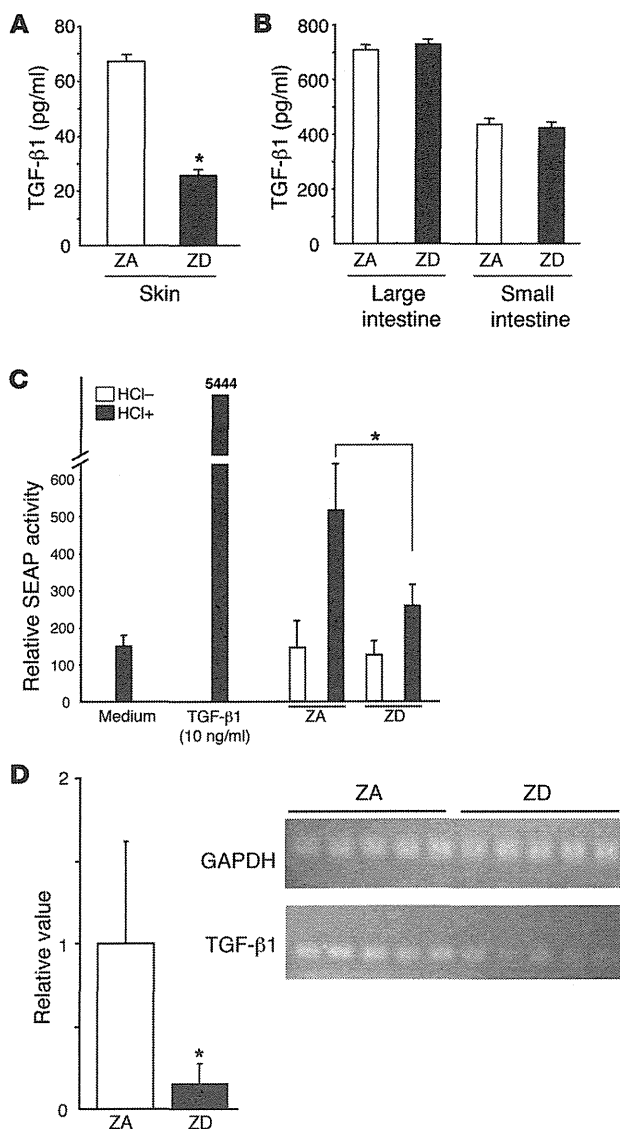 A
TGF-β1 (pg/ml)
80
60
40
20
0
*
ZA ZD
Skin
B
TGF-β1 (pg/ml)
800
600
400
200
0
ZA ZD ZA ZD
Large intestine
Small intestine
C
HCl–
HCl+
Relative SEAP activity
600
500
400
300
200
100
0
5444
*
Medium
TGF-β1
(10 ng/ml)
ZA
ZD
D
Relative value
2
1
0
*
ZA ZD
ZA ZD
GAPDH
TGF-β1